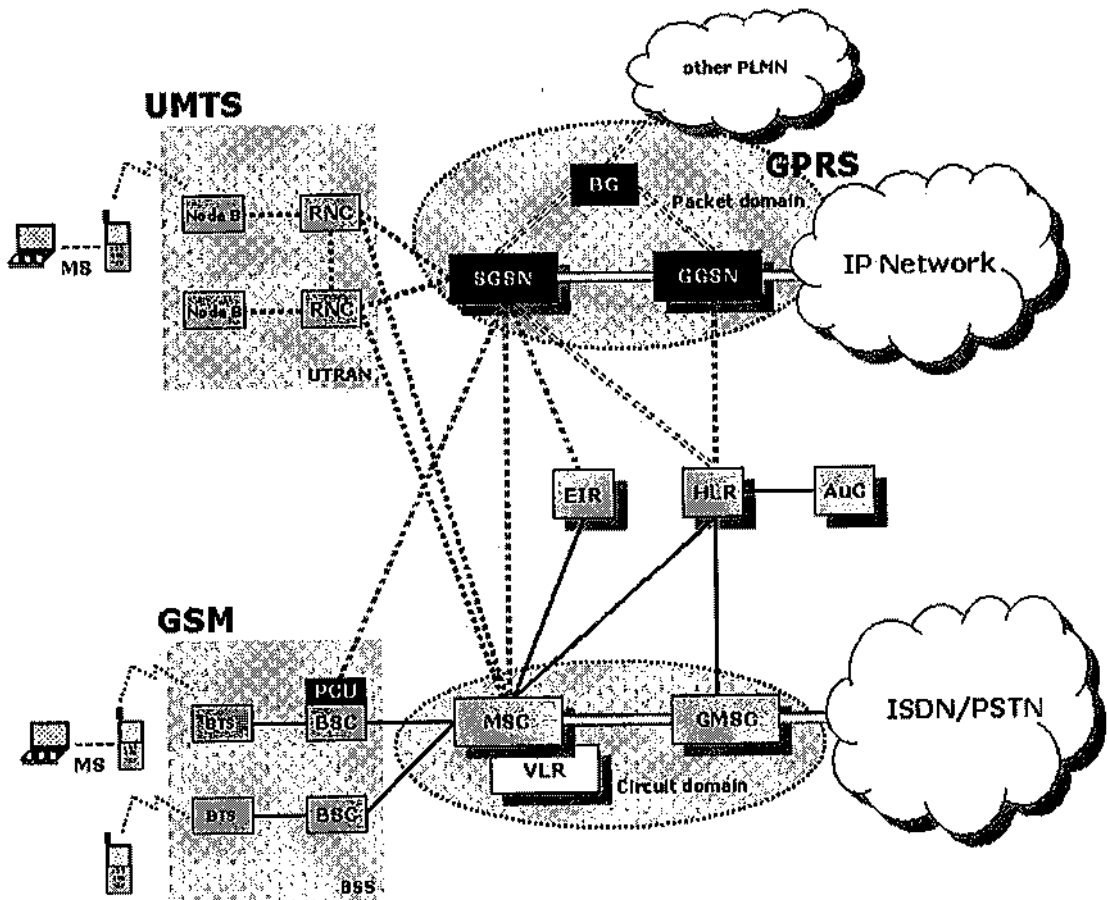 other PLMN
UMTS
GPRS
BG
Packet domain
Node B
RNC
MS
SGSN
GGSN
IP Network
Node B
RNC
UTRAN
EIR
HLR
AuC
GSM
PCU
BTS
BSC
MSC
GMSC
ISDN/PSTN
MS
VLR
Circuit domain
BTS
BSC
BSS